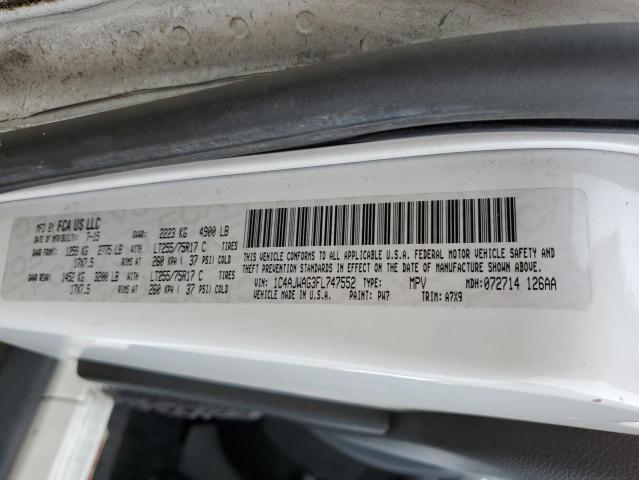 MFD BY FCA US LLC
DATE OF MFR(BULT): 7-15 GVWR: 2223 KG 4900 LB
GAWR FRONT: 1259 KG 2775 LB WITH LT255/75R17 C TIRES
17X7.5 RIMS AT 260 KPA ( 37 PSI) COLD
GAWR REAR: 1452 KG 3200 LB WITH LT255/75R17 C TIRES
17X7.5 RIMS AT 260 KPA ( 37 PSI) COLD
THIS VEHICLE CONFORMS TO ALL APPLICABLE U.S.A. FEDERAL MOTOR VEHICLE SAFETY AND
THEFT PREVENTION STANDARDS IN EFFECT ON THE DATE OF MANUFACTURE SHOWN ABOVE.
VIN: 1C4AJWAG3FL747552 TYPE: MPV MDH: 072714 126AA
VEHICLE MADE IN: U.S.A. PAINT: PW7 TRIM: A7X9